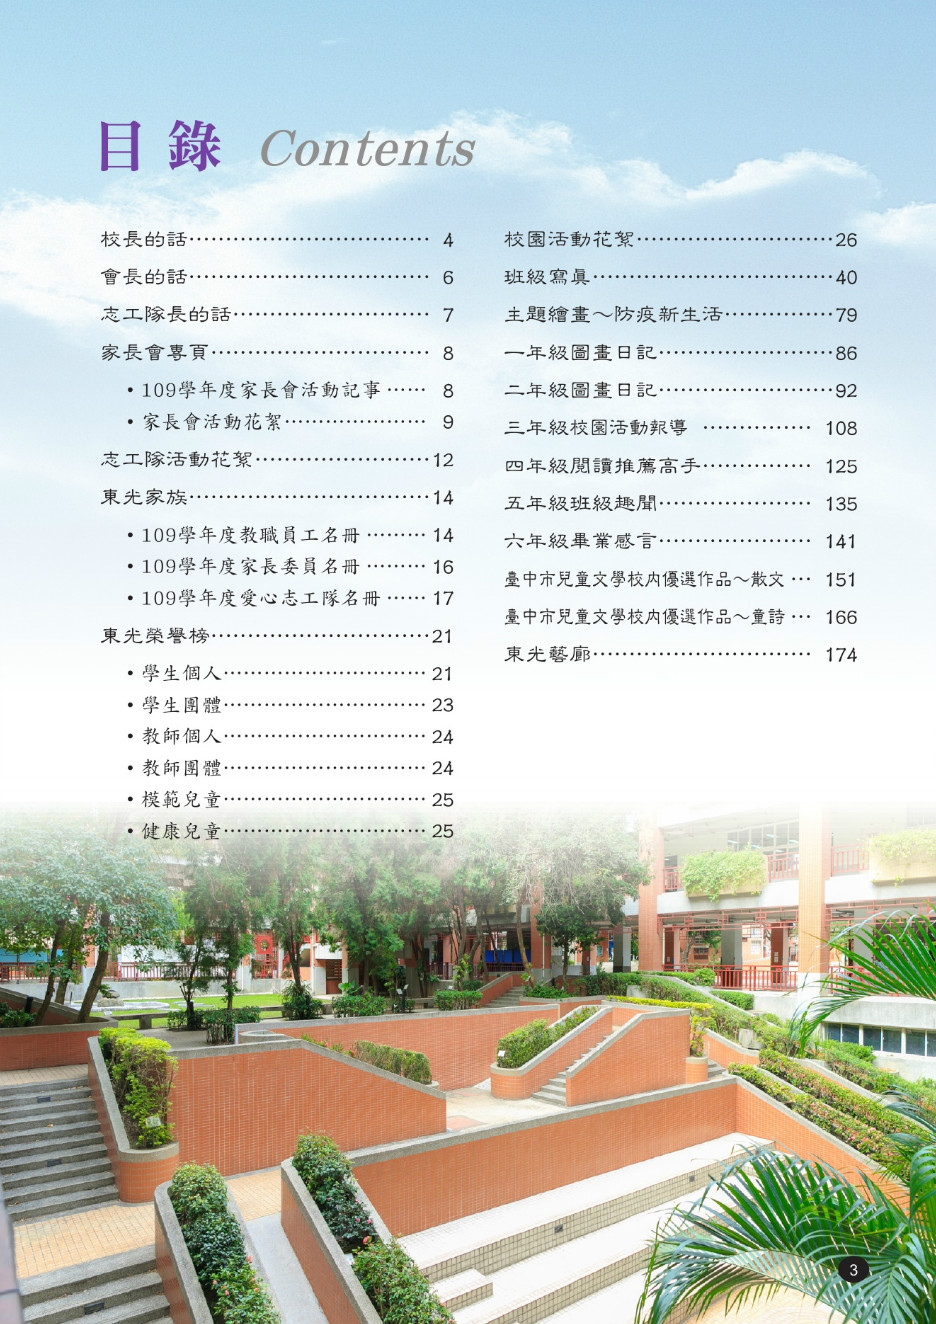 目錄 Contents
校長的話…………………………… 4
會長的話…………………………… 6
志工隊長的話……………………… 7
家長會專頁………………………… 8
•109學年度家長會活動記事 …… 8
•家長會活動花絮………………… 9
志工隊活動花絮……………………12
東光家族……………………………14
•109學年度教職員工名冊 ……… 14
•109學年度家長委員名冊 ……… 16
•109學年度愛心志工隊名冊 …… 17
東光榮譽榜…………………………21
•學生個人………………………… 21
•學生團體………………………… 23
•教師個人………………………… 24
•教師團體………………………… 24
•模範兒童………………………… 25
•健康兒童………………………… 25
校園活動花絮………………………26
班級寫真……………………………40
主題繪畫～防疫新生活……………79
一年級圖畫日記……………………86
二年級圖畫日記……………………92
三年級校園活動報導 …………… 108
四年級閱讀推薦高手…………… 125
五年級班級趣聞………………… 135
六年級畢業感言………………… 141
臺中市兒童文學校內優選作品～散文 … 151
臺中市兒童文學校內優選作品～童詩 … 166
東光藝廊………………………… 174
3